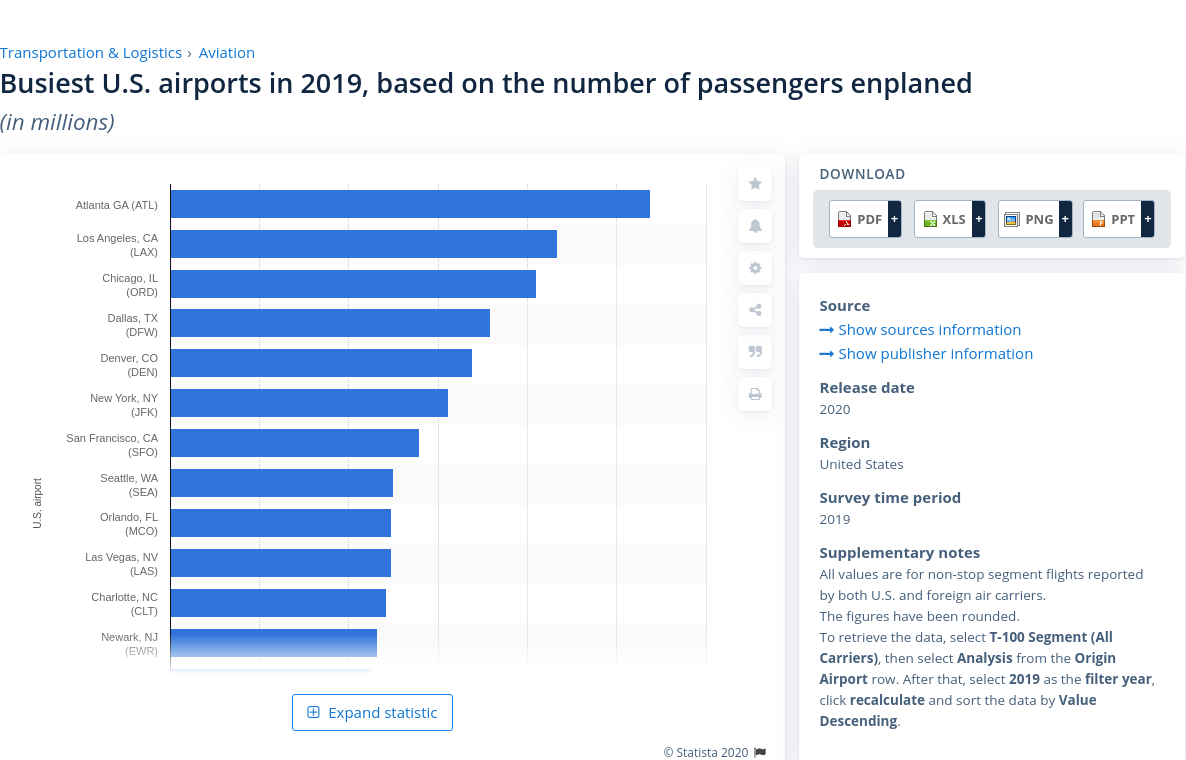 Transportation & Logistics › Aviation
Busiest U.S. airports in 2019, based on the number of passengers enplaned
(in millions)
U.S. airport
Atlanta GA (ATL)
Los Angeles, CA
(LAX)
Chicago, IL
(ORD)
Dallas, TX
(DFW)
Denver, CO
(DEN)
New York, NY
(JFK)
San Francisco, CA
(SFO)
Seattle, WA
(SEA)
Orlando, FL
(MCO)
Las Vegas, NV
(LAS)
Charlotte, NC
(CLT)
Newark, NJ
(EWR)
Expand statistic
© Statista 2020
DOWNLOAD
PDF + XLS + PNG + PPT +
Source
Show sources information
Show publisher information
Release date
2020
Region
United States
Survey time period
2019
Supplementary notes
All values are for non-stop segment flights reported
by both U.S. and foreign air carriers.
The figures have been rounded.
To retrieve the data, select T-100 Segment (All
Carriers), then select Analysis from the Origin
Airport row. After that, select 2019 as the filter year,
click recalculate and sort the data by Value
Descending.